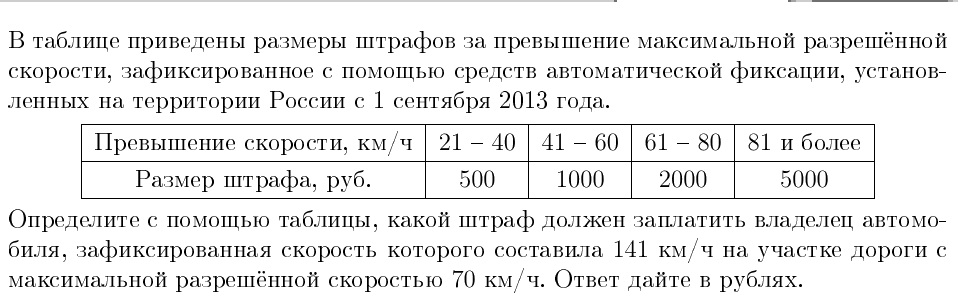 В таблице приведены размеры штрафов за превышение максимальной разрешённой
скорости, зафиксированное с помощью средств автоматической фиксации, установ-
ленных на территории России с 1 сентября 2013 года.
Превышение скорости, км/ч 21 – 40 41 – 60 61 – 80 81 и более
Размер штрафа, руб. 500 1000 2000 5000
Определите с помощью таблицы, какой штраф должен заплатить владелец автомо-
биля, зафиксированная скорость которого составила 141 км/ч на участке дороги с
максимальной разрешённой скоростью 70 км/ч. Ответ дайте в рублях.